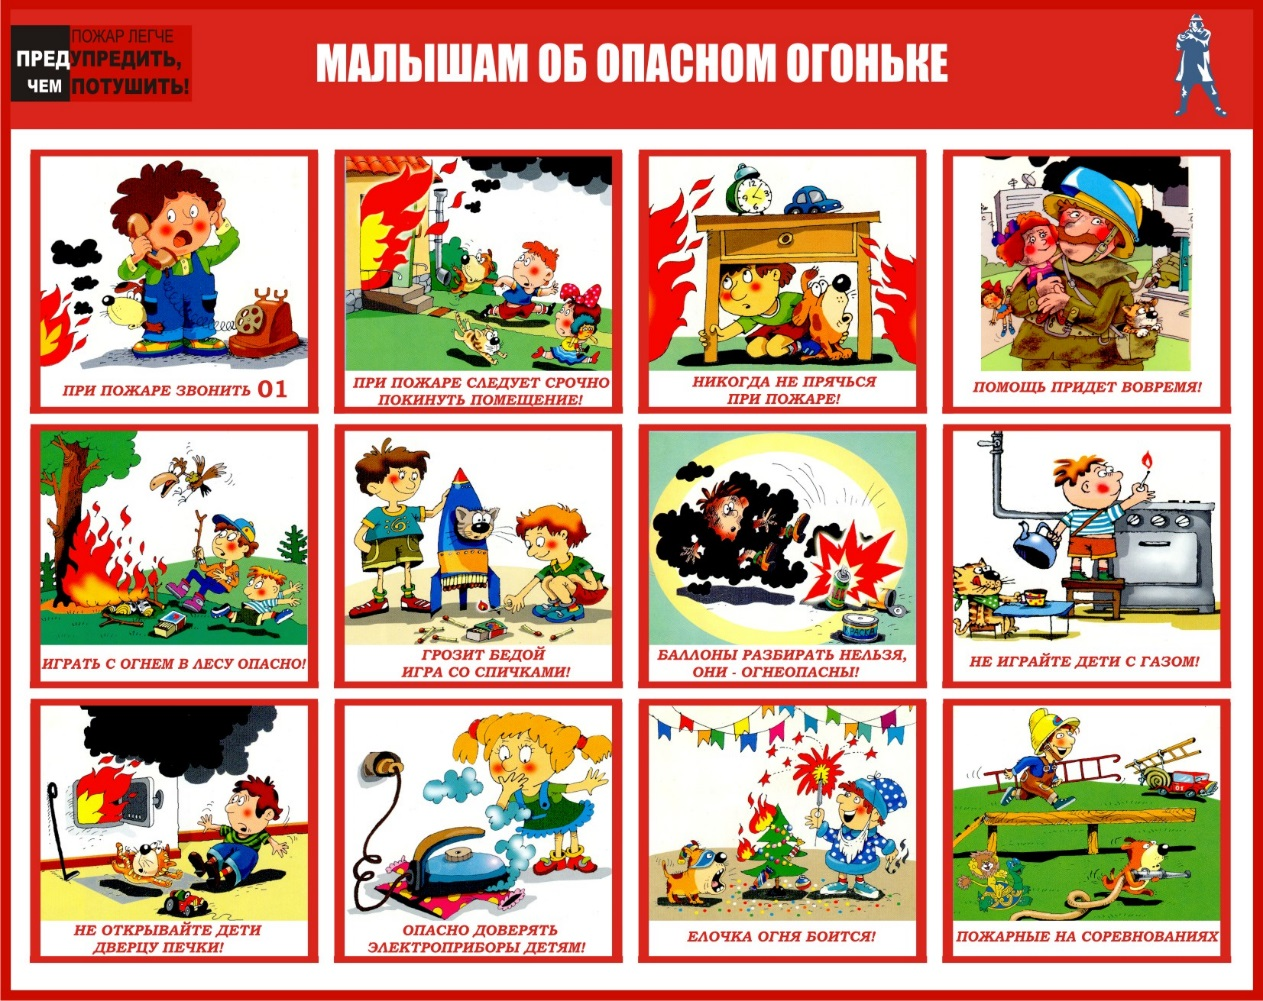 ПОЖАР ЛЕГЧЕ
ПРЕДУПРЕДИТЬ,
ЧЕМ ПОТУШИТЬ!
МАЛЫШАМ ОБ ОПАСНОМ ОГОНЬКЕ
ПРИ ПОЖАРЕ ЗВОНИТЬ 01
ПРИ ПОЖАРЕ СЛЕДУЕТ СРОЧНО
ПОКИНУТЬ ПОМЕЩЕНИЕ!
НИКОГДА НЕ ПРЯЧЬСЯ
ПРИ ПОЖАРЕ!
ПОМОЩЬ ПРИДЕТ ВОВРЕМЯ!
ИГРАТЬ С ОГНЕМ В ЛЕСУ ОПАСНО!
ГРОЗИТ БЕДОЙ
ИГРА СО СПИЧКАМИ!
БАЛЛОНЫ РАЗБИРАТЬ НЕЛЬЗЯ,
ОНИ - ОГНЕОПАСНЫ!
НЕ ИГРАЙТЕ ДЕТИ С ГАЗОМ!
НЕ ОТКРЫВАЙТЕ ДЕТИ
ДВЕРЦУ ПЕЧКИ!
ОПАСНО ДОВЕРЯТЬ
ЭЛЕКТРОПРИБОРЫ ДЕТЯМ!
ЕЛОЧКА ОГНЯ БОИТСЯ!
01
ПОЖАРНЫЕ НА СОРЕВНОВАНИЯХ